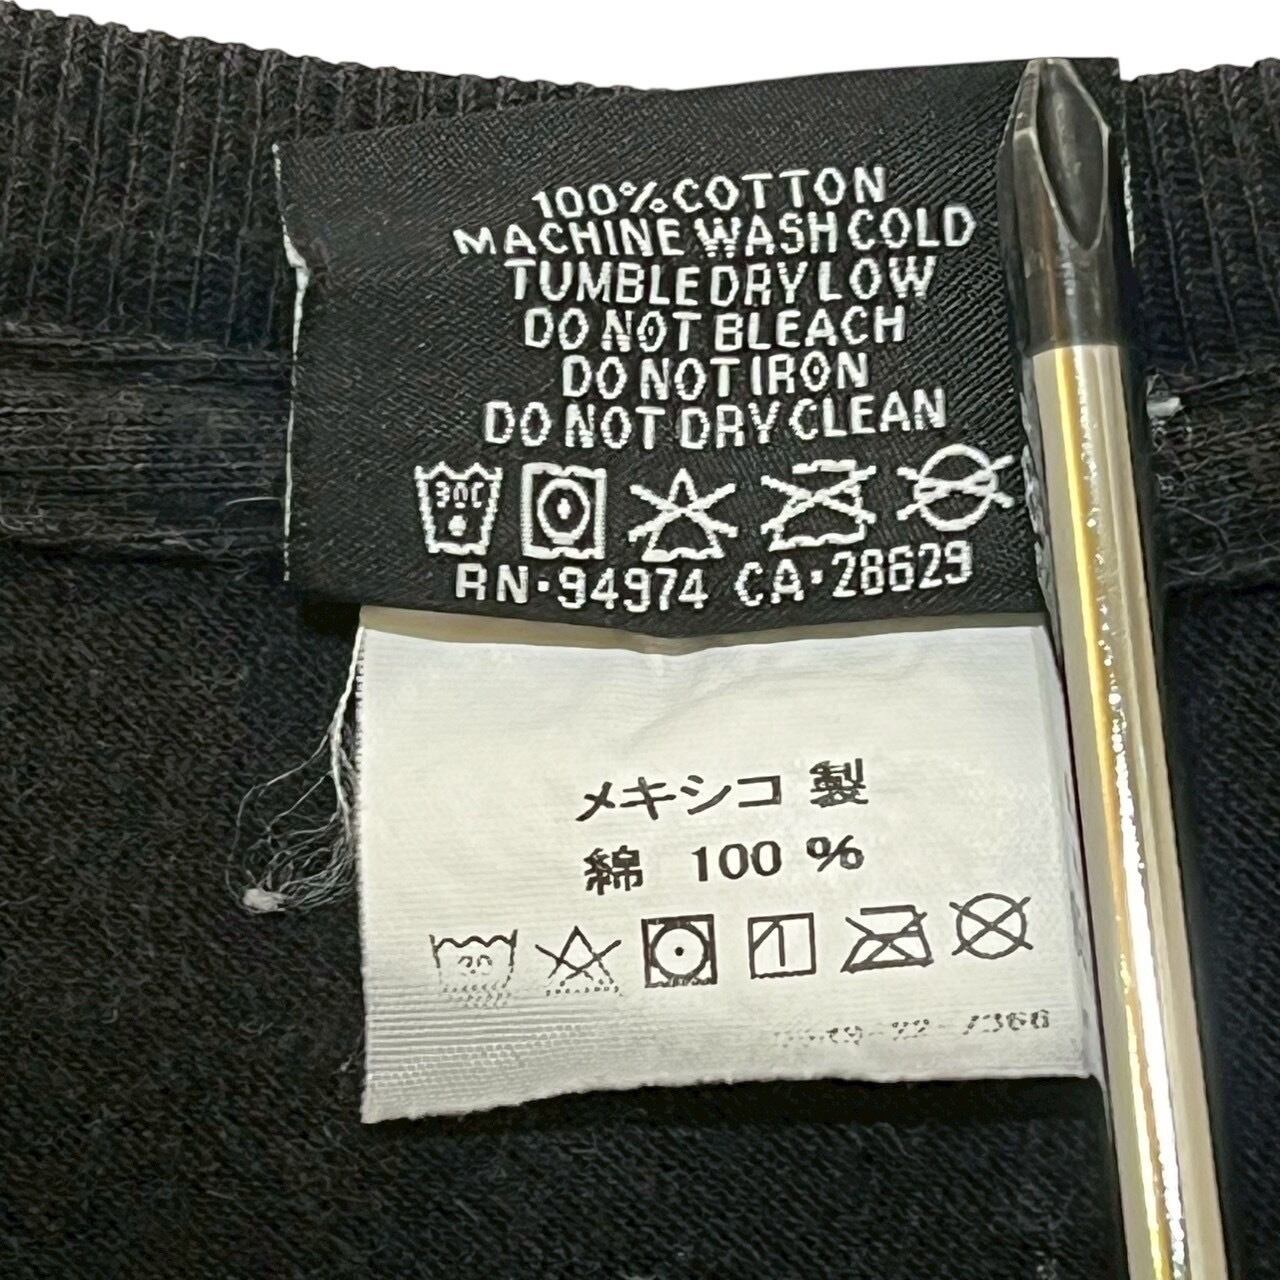 100% COTTON
MACHINE WASH COLD
TUMBLE DRY LOW
DO NOT BLEACH
DO NOT IRON
DO NOT DRY CLEAN
30C
RN·94974 CA·28629
メキシコ 製
綿 100 %
30